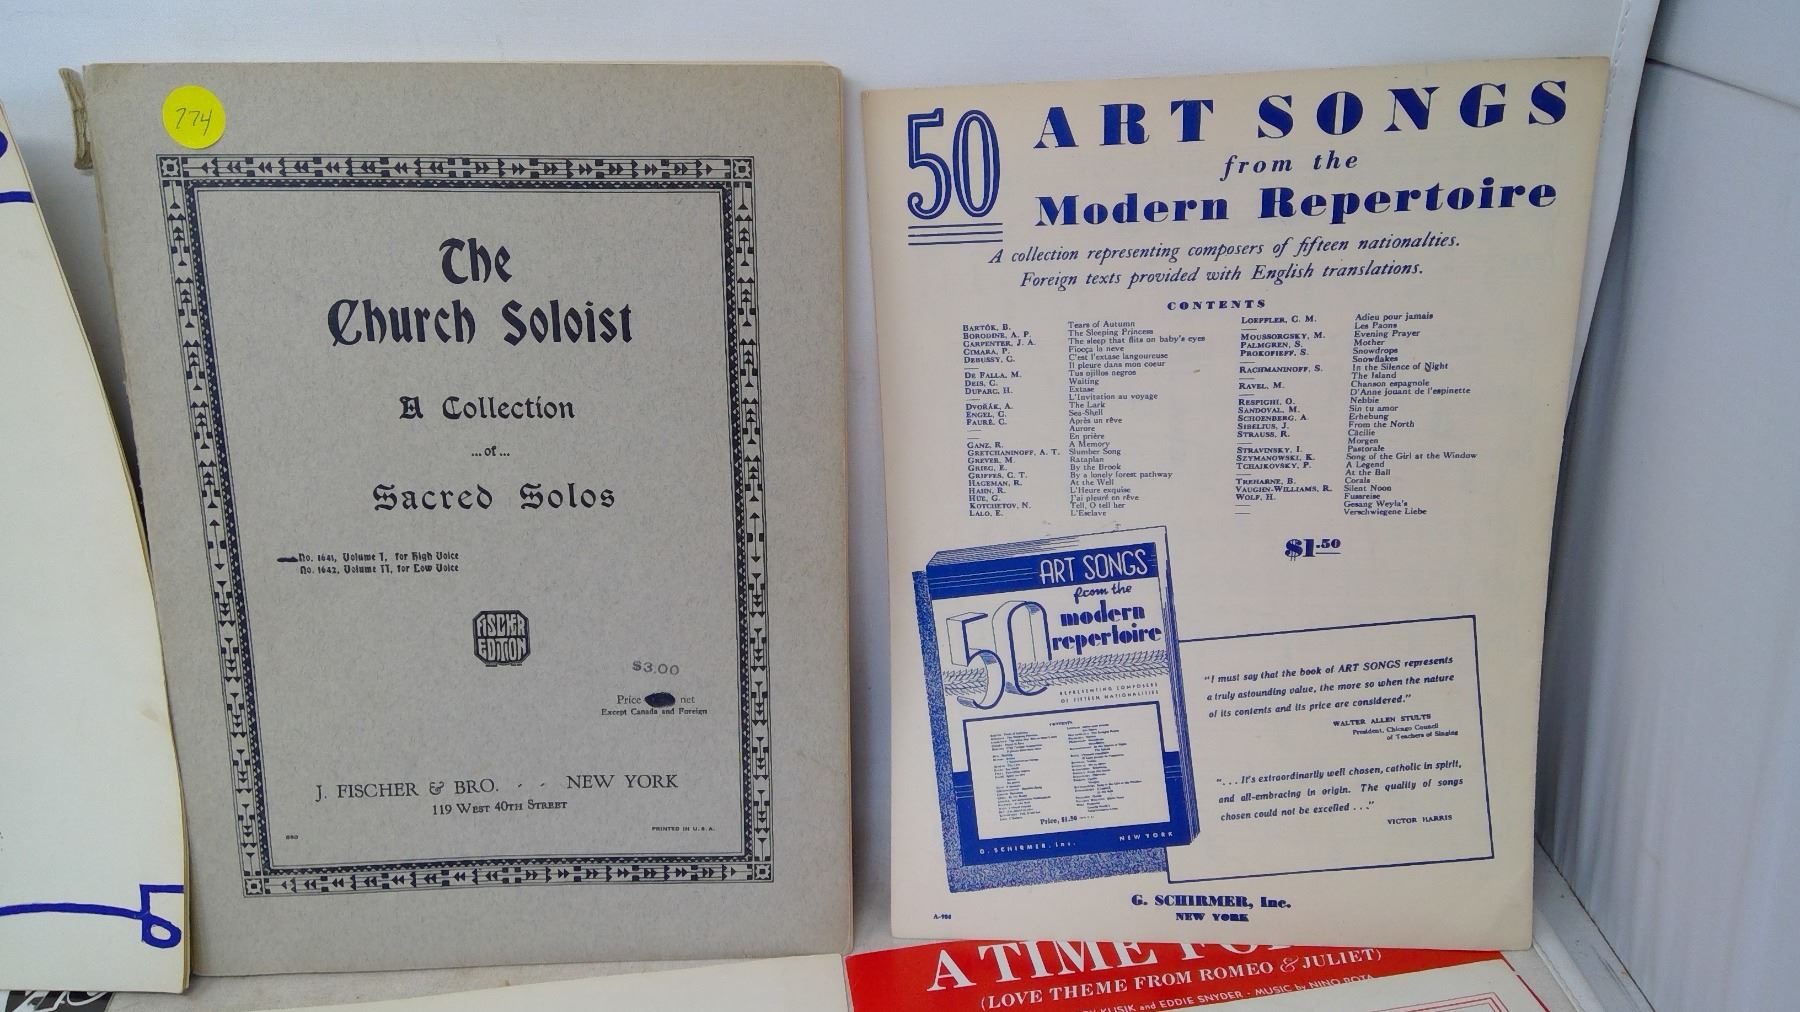 774
The
Church Soloist
A Collection
...of...
Sacred Solos
No. 1641, Volume I, for High Voice
No. 1642, Volume II, for Low Voice
FISCHER
EDITION
$3.00
Price net
Except Canada and Foreign
J. FISCHER & BRO. - - NEW YORK
119 WEST 40TH STREET
PRINTED IN U.S.A.
50 ART SONGS
from the
Modern Repertoire
A collection representing composers of fifteen nationalties.
Foreign texts provided with English translations.
CONTENTS
BARTÓK, B. Tears of Autumn
BORODINE, A. P. The Sleeping Princess
CARPENTER, J. A. The sleep that flits on baby's eyes
CIMARA, P. Fiocca la neve
DEBUSSY, C. C'est l'extase langoureuse
— Il pleure dans mon coeur
DE FALLA, M. Tus ojillos negros
DEIS, C. Waiting
DUPARC, H. Extase
— L'Invitation au voyage
DVOŘÁK, A. The Lark
ENGEL, C. Sea-Shell
FAURÉ, G. Après un rêve
— Aurore
— En prière
GANZ, R. A Memory
GRETCHANINOFF, A. T. Slumber Song
GREVER, M. Rataplan
GRIEG, E. By the Brook
GRIFFES, C. T. By a lonely forest pathway
HAGEMAN, R. At the Well
HAHN, R. L'Heure exquise
HÜE, G. J'ai pleuré en rêve
KOTCHETOV, N. Tell, O tell her
LALO, E. L'Esclave
LOEFFLER, C. M. Adieu pour jamais
— Les Paons
MOUSSORGSKY, M. Evening Prayer
PALMGREN, S. Mother
PROKOFIEFF, S. Snowdrops
— Snowflakes
RACHMANINOFF, S. In the Silence of Night
— The Island
RAVEL, M. Chanson espagnole
— D'Anne jouant de l'espinette
RESPIGHI, O. Nebbie
SANDOVAL, M. Sin tu amor
SCHOENBERG, A. Erhebung
SIBELIUS, J. From the North
STRAUSS, R. Cäcilie
— Morgen
STRAVINSKY, I. Pastorale
SZYMANOWSKI, K. Song of the Girl at the Window
TCHAIKOVSKY, P. A Legend
— At the Ball
TREHARNE, B. Corals
VAUGHN-WILLIAMS, R. Silent Noon
WOLF, H. Fussreise
— Gesang Weyla's
— Verschwiegene Liebe
$1.50
ART SONGS
from the
50 modern
repertoire
REPRESENTING COMPOSERS
OF FIFTEEN NATIONALITIES
CONTENTS
Price, $1.50
G. SCHIRMER, Inc. NEW YORK
"I must say that the book of ART SONGS represents
a truly astounding value, the more so when the nature
of its contents and its price are considered."
WALTER ALLEN STULTS
President, Chicago Council
of Teachers of Singing
". . . It's extraordinarily well chosen, catholic in spirit,
and all-embracing in origin. The quality of songs
chosen could not be excelled . . ."
VICTOR HARRIS
G. SCHIRMER, Inc.
NEW YORK
A-904
A TIME FOR
(LOVE THEME FROM ROMEO & JULIET)
KUSIK and EDDIE SNYDER · MUSIC by NINO ROTA